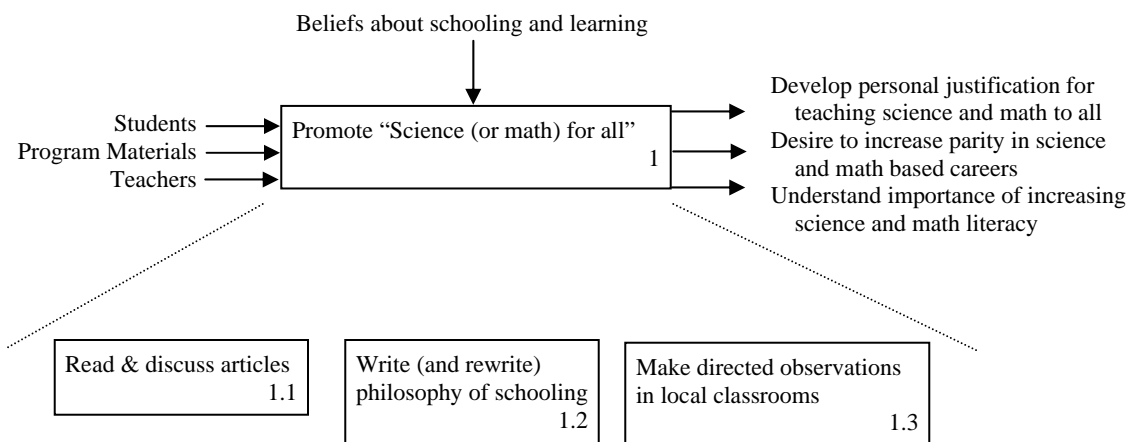 Beliefs about schooling and learning
Students
Program Materials
Teachers
Promote “Science (or math) for all”
1
Develop personal justification for
teaching science and math to all
Desire to increase parity in science
and math based careers
Understand importance of increasing
science and math literacy
Read & discuss articles
1.1
Write (and rewrite)
philosophy of schooling
1.2
Make directed observations
in local classrooms
1.3